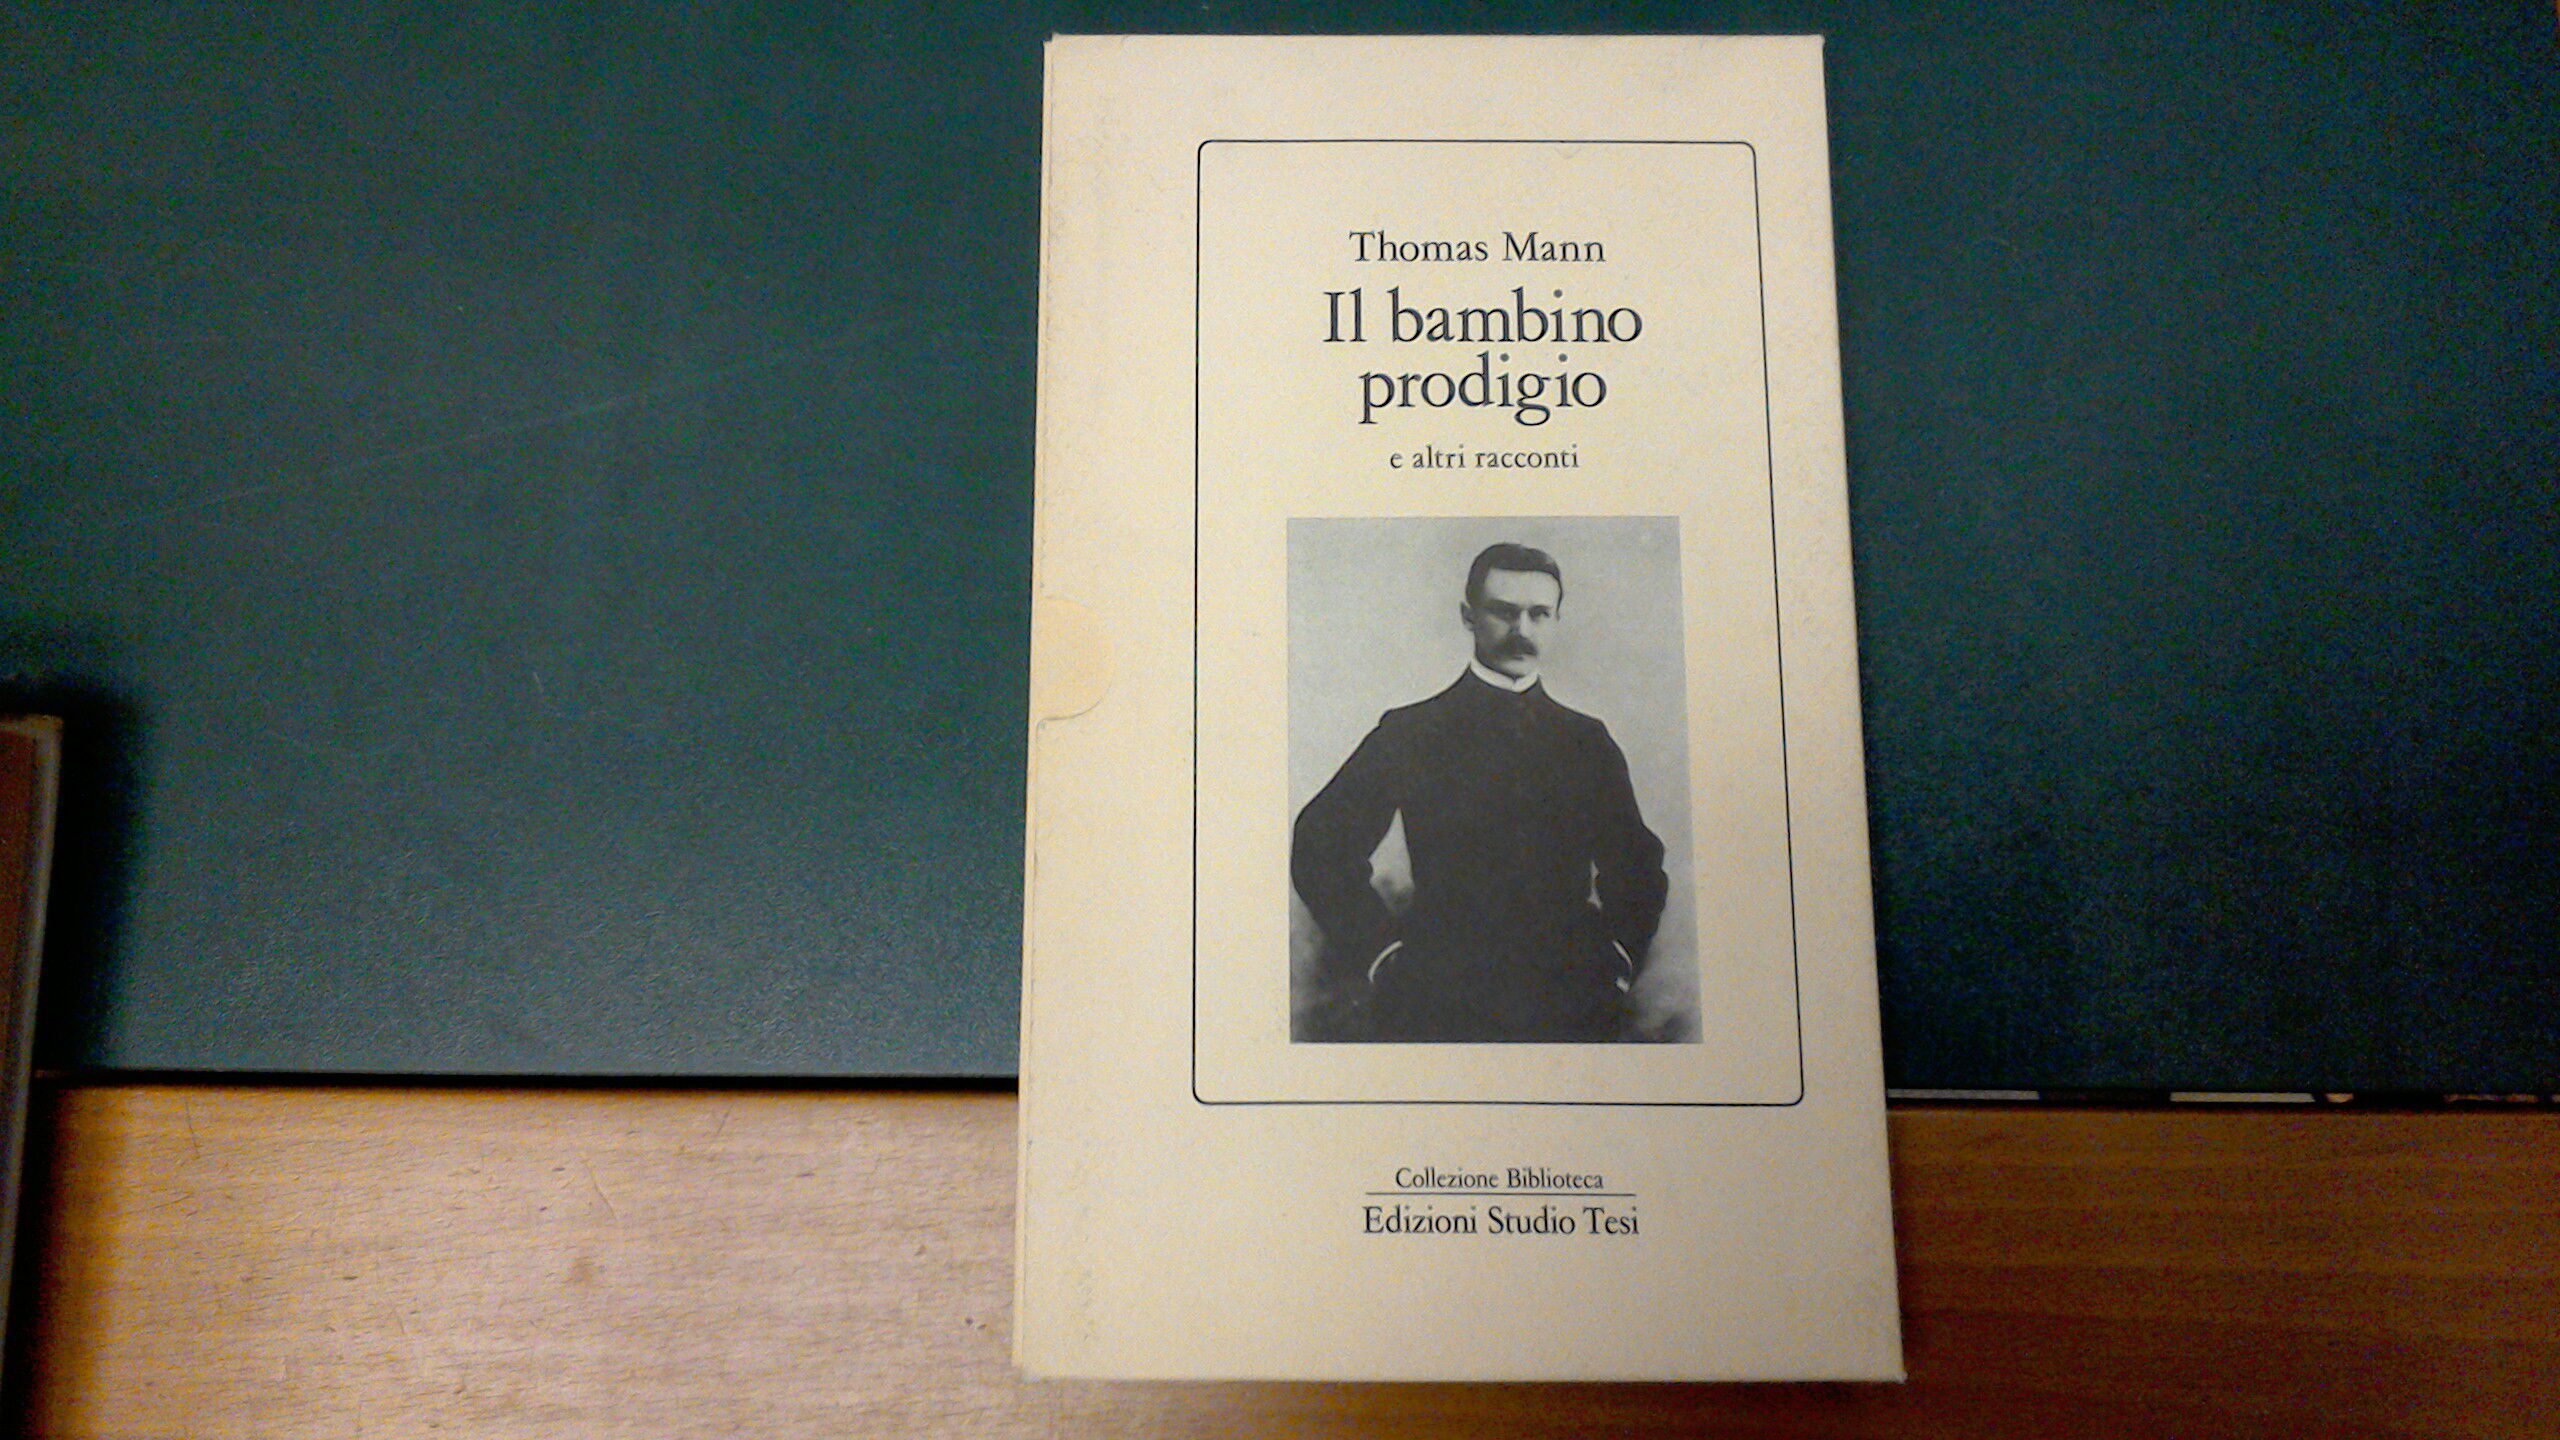 Thomas Mann
Il bambino
prodigio
e altri racconti
Collezione Biblioteca
Edizioni Studio Tesi